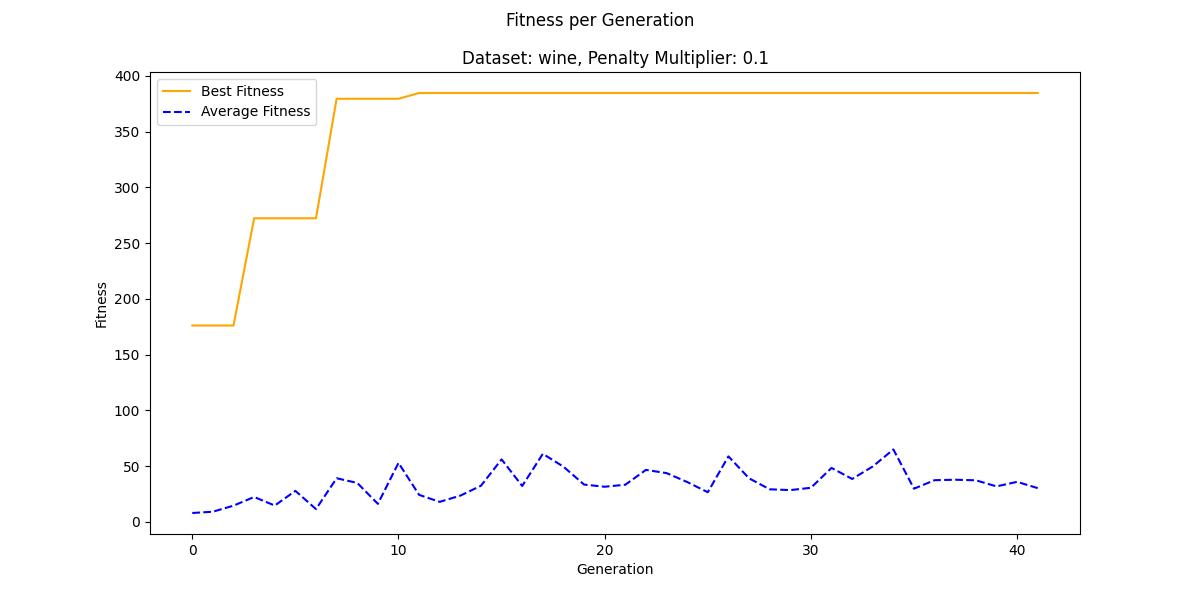 Fitness per Generation
Dataset: wine, Penalty Multiplier: 0.1
Best Fitness
Average Fitness
400
350
300
250
200
150
100
50
0
Fitness
0 10 20 30 40
Generation